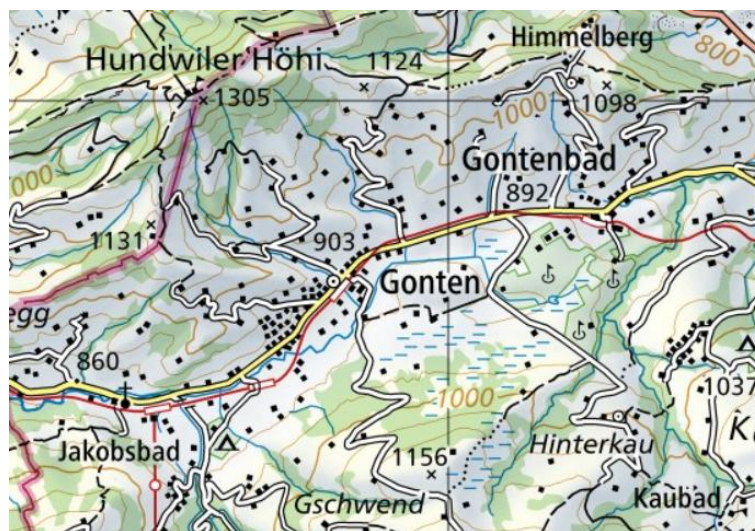 Himmelberg
Hundwiler Höhi
1124
800
1305
1098
1000
Gontenbad
892
1000
903
1131
Gonten
egg
860
1000
1032
Jakobsbad
Hinterkau
1156
Gschwend
Kaubad